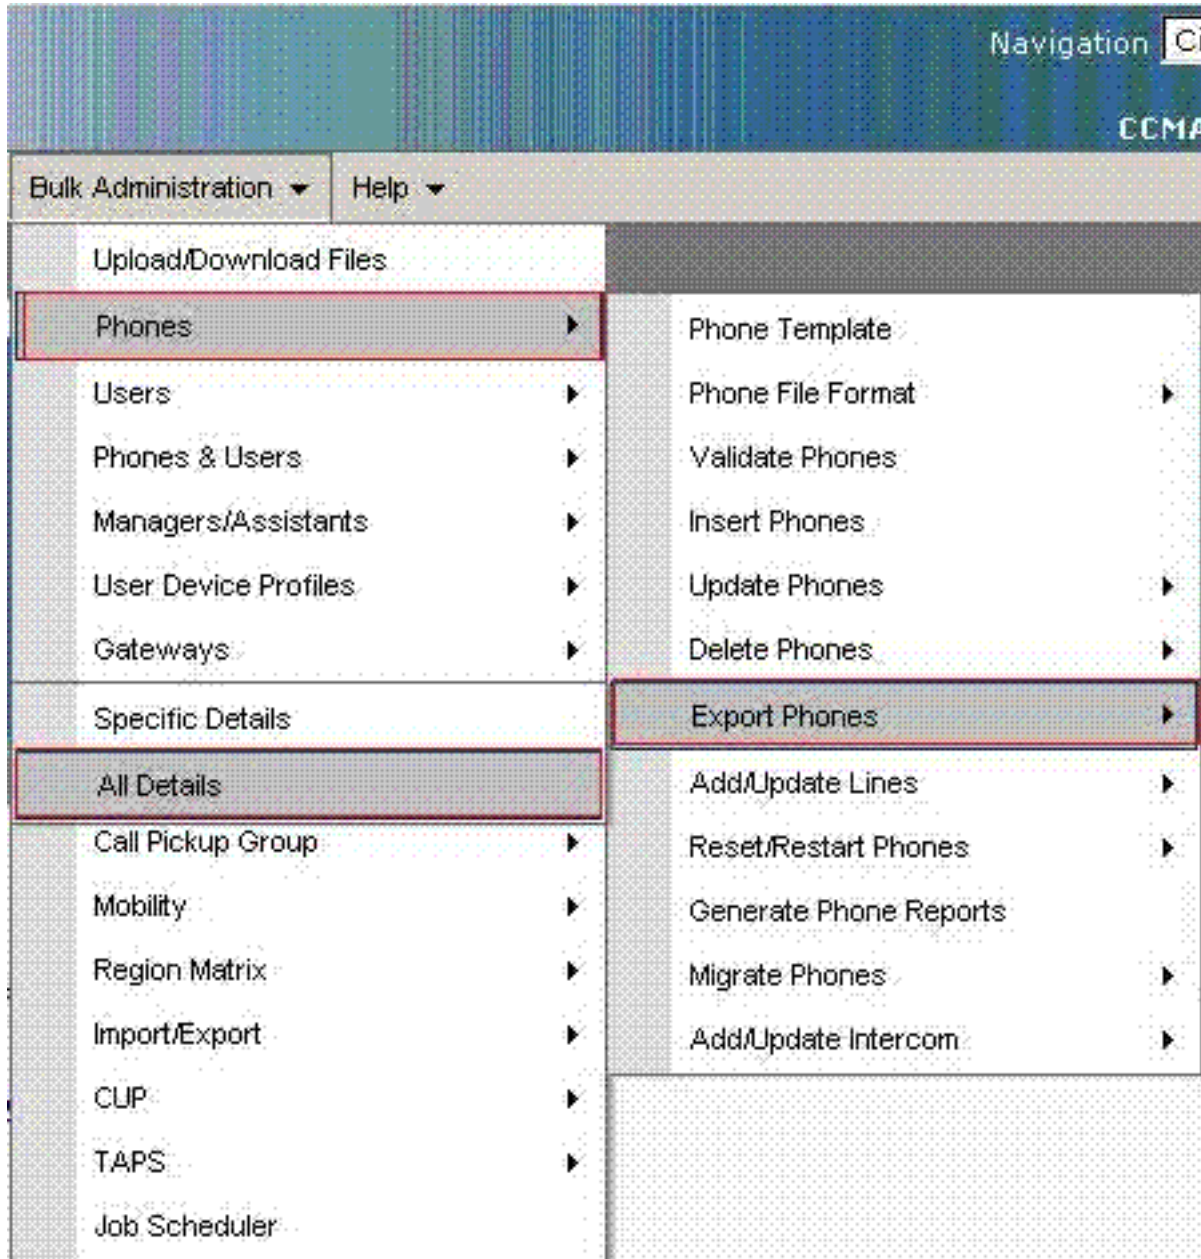 Navigation
Bulk Administration Help
Upload/Download Files
Phones
Users
Phones & Users
Managers/Assistants
User Device Profiles
Gateways
Specific Details
All Details
Call Pickup Group
Mobility
Region Matrix
Import/Export
CUP
TAPS
Job Scheduler
Phone Template
Phone File Format
Validate Phones
Insert Phones
Update Phones
Delete Phones
Export Phones
Add/Update Lines
Reset/Restart Phones
Generate Phone Reports
Migrate Phones
Add/Update Intercom